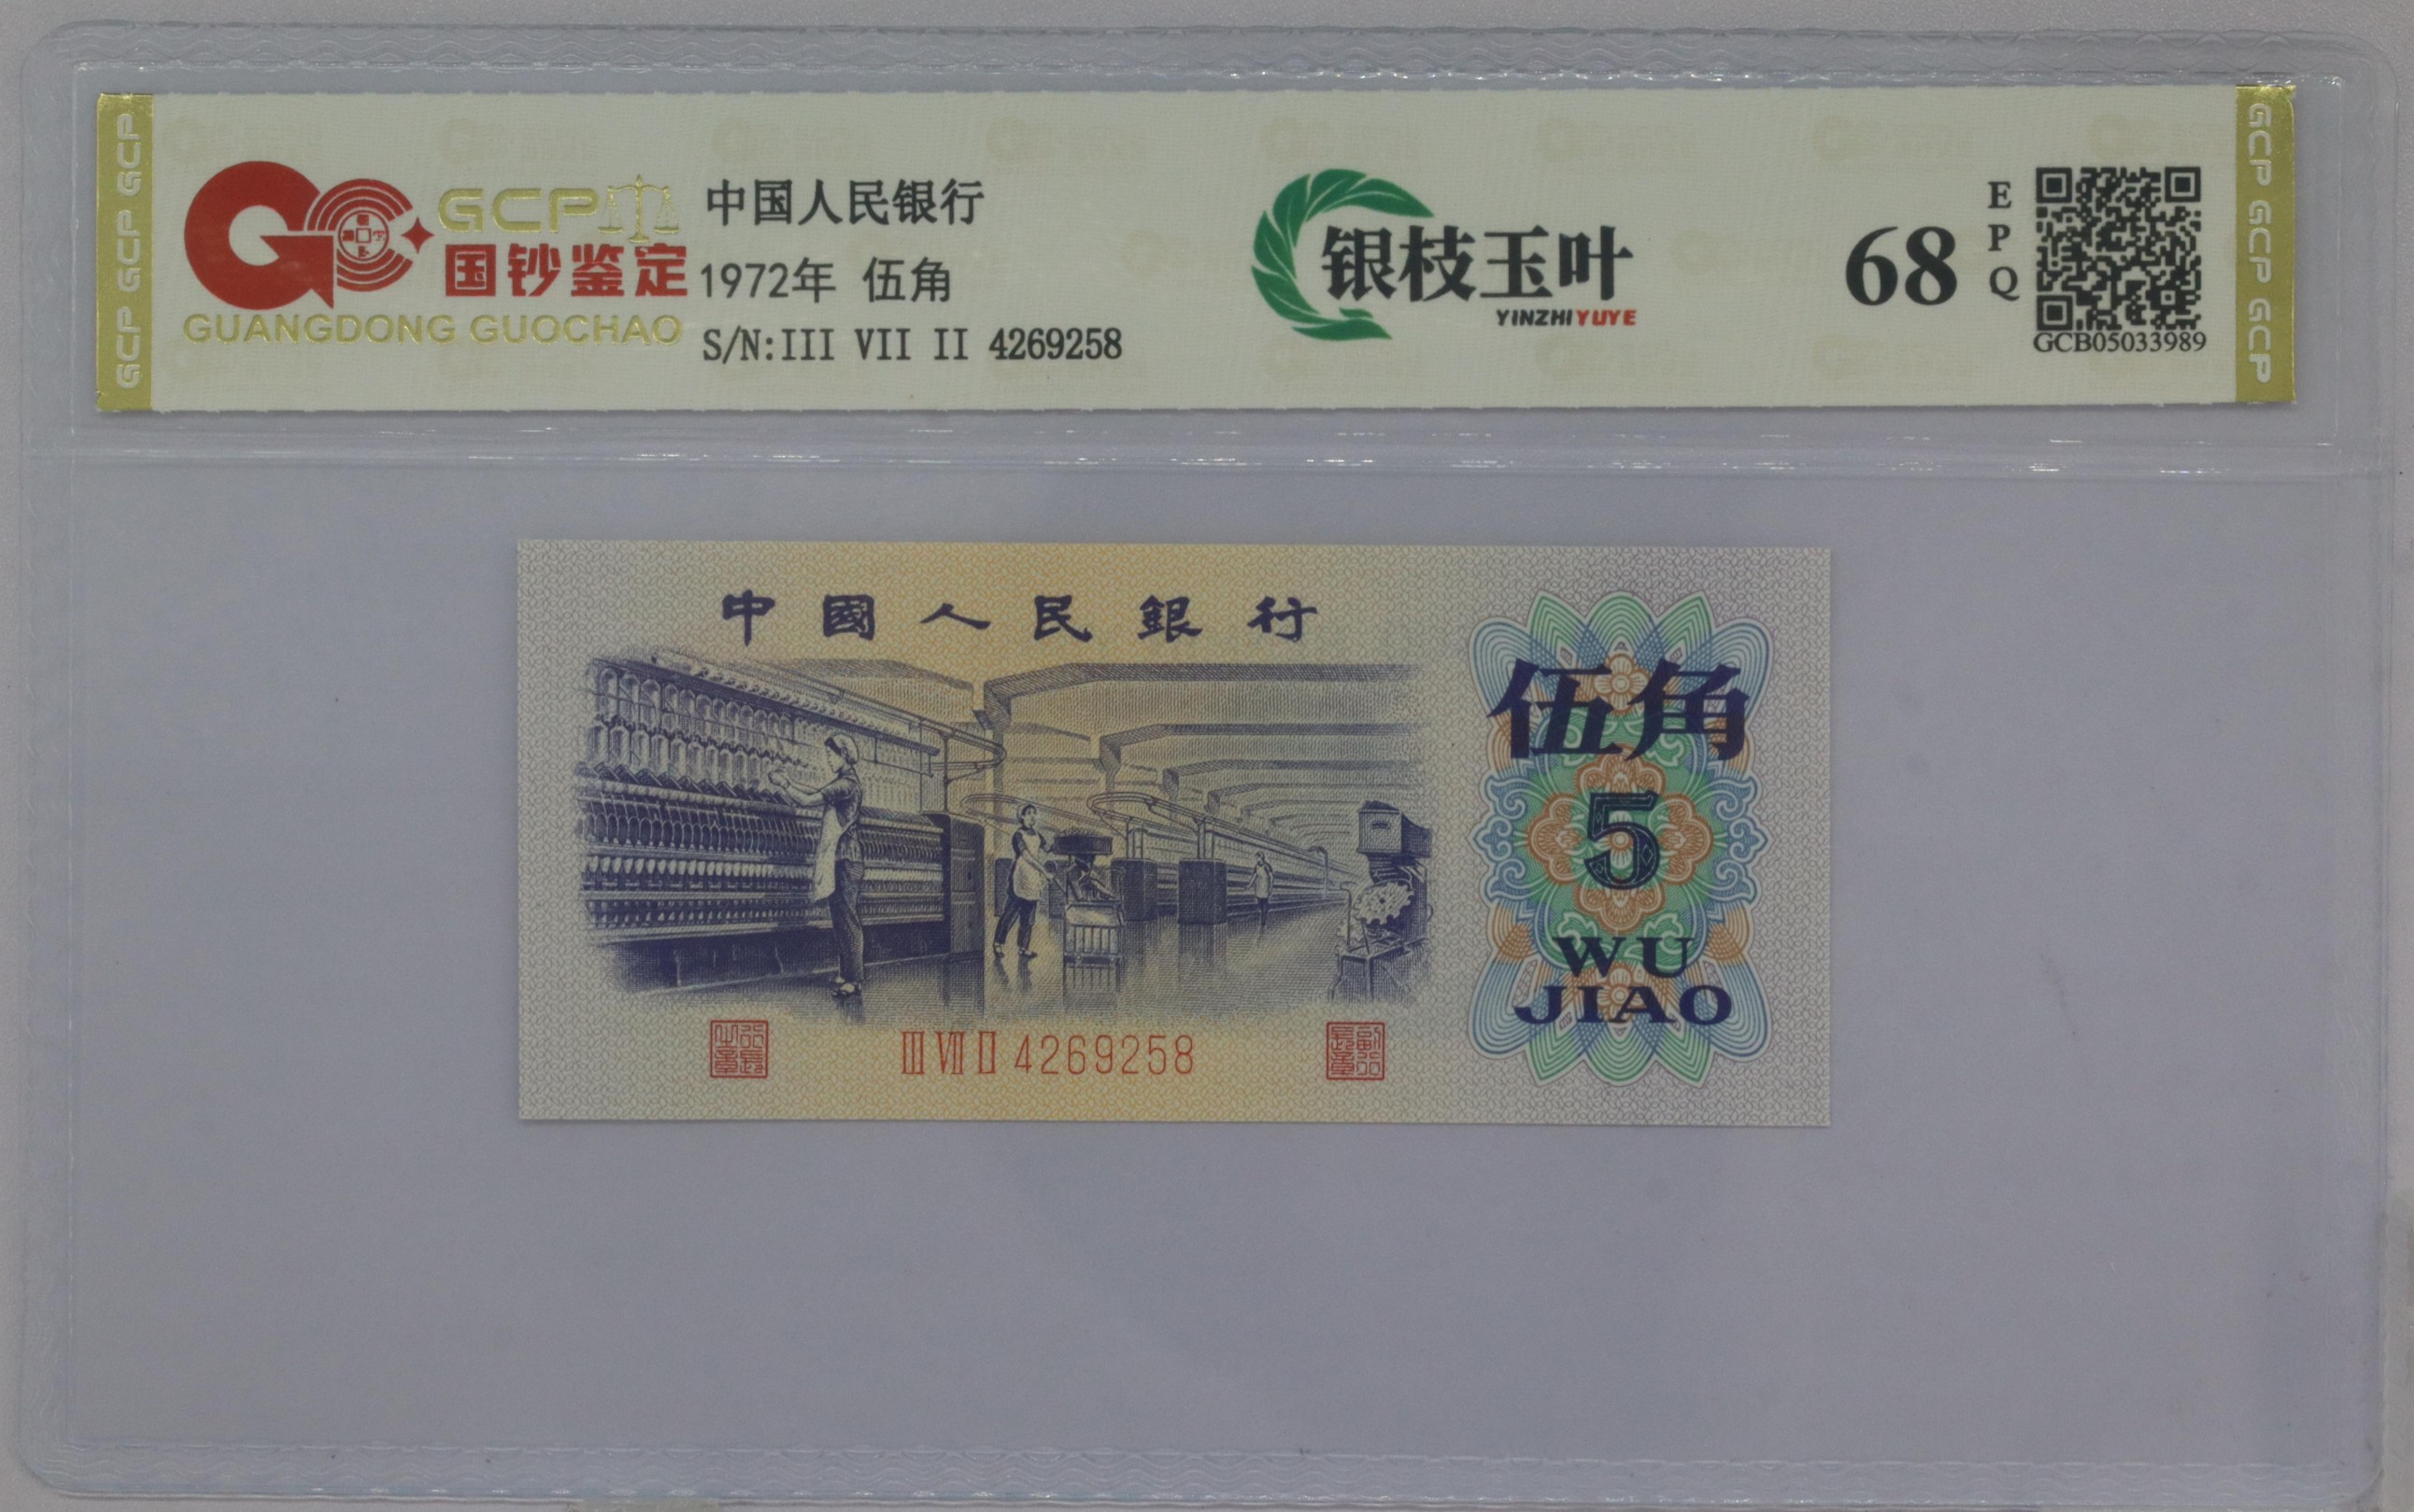 GCP GCP GCP
GCP
国钞鉴定
GUANGDONG GUOCHAO
中国人民银行
1972年 伍角
S/N:III VII II 4269258
银枝玉叶
YINZHIYUYE
68
EPQ
GCB05033989
GCP GCP GCP
中國人民銀行
伍角
5
WU
JIAO
III VII II 4269258